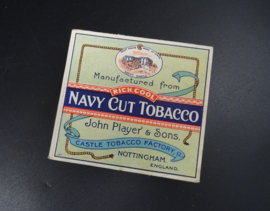 Manufactured from
RICH COOL
NAVY CUT TOBACCO
John Player & Sons.
CASTLE TOBACCO FACTORY
NOTTINGHAM
ENGLAND